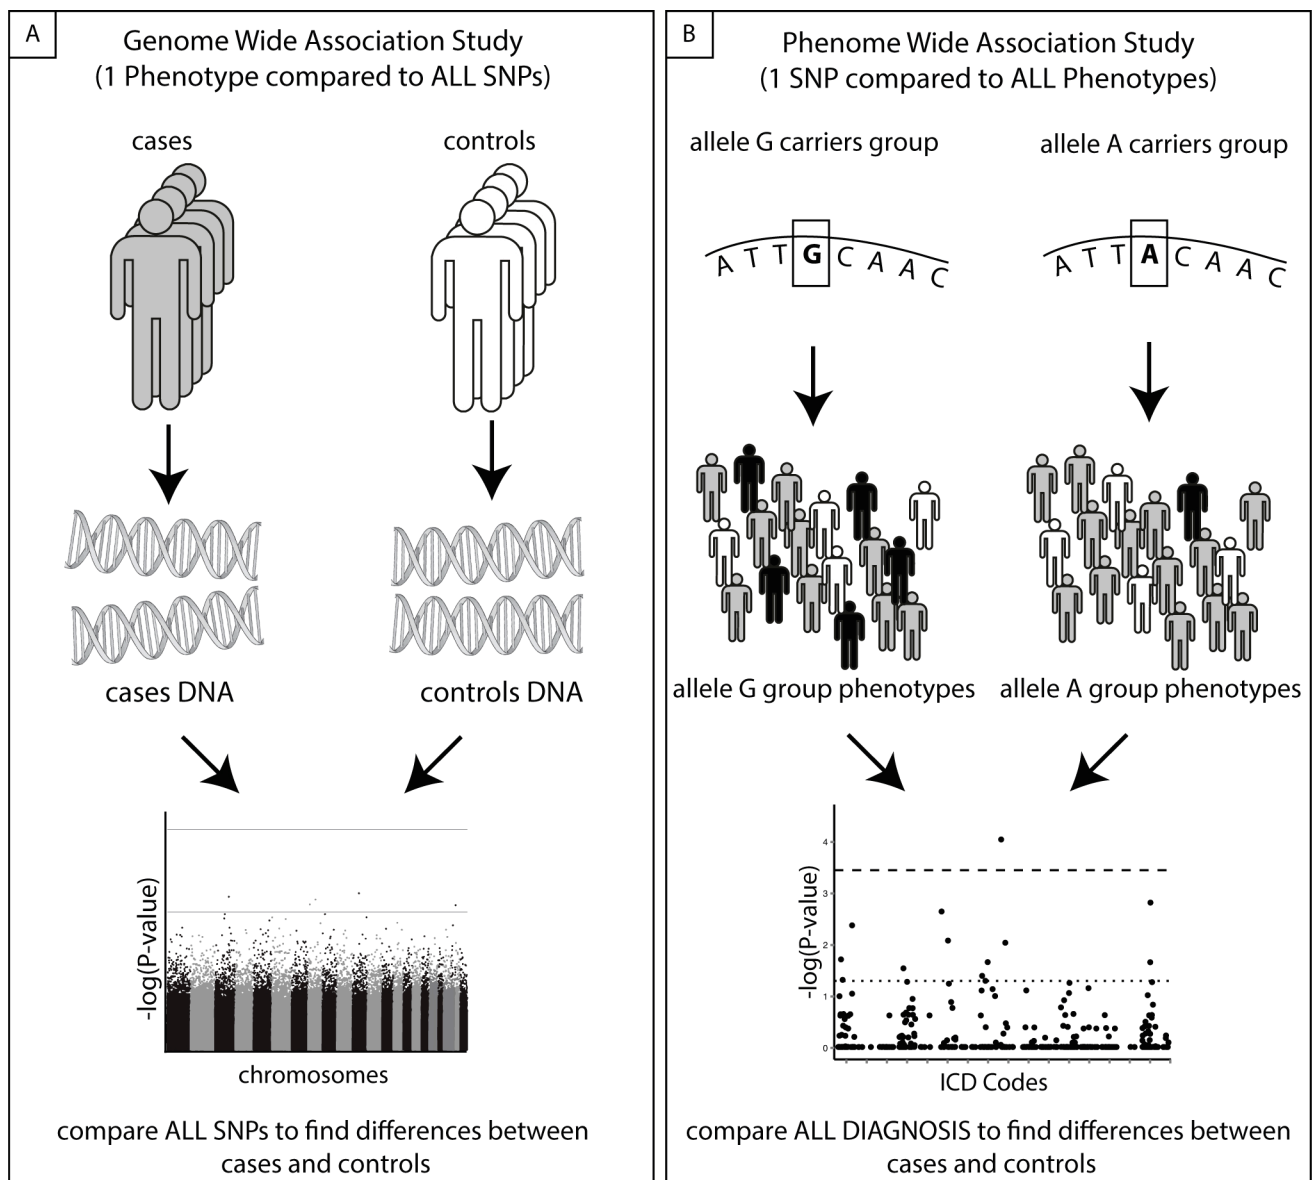 A
Genome Wide Association Study
(1 Phenotype compared to ALL SNPs)
cases
controls
cases DNA
controls DNA
-log(P-value)
chromosomes
compare ALL SNPs to find differences between
cases and controls
B
Phenome Wide Association Study
(1 SNP compared to ALL Phenotypes)
allele G carriers group
allele A carriers group
A T T G C A A C
A T T A C A A C
allele G group phenotypes
allele A group phenotypes
-log(P-value)
4
3
2
1
0
ICD Codes
compare ALL DIAGNOSIS to find differences between
cases and controls